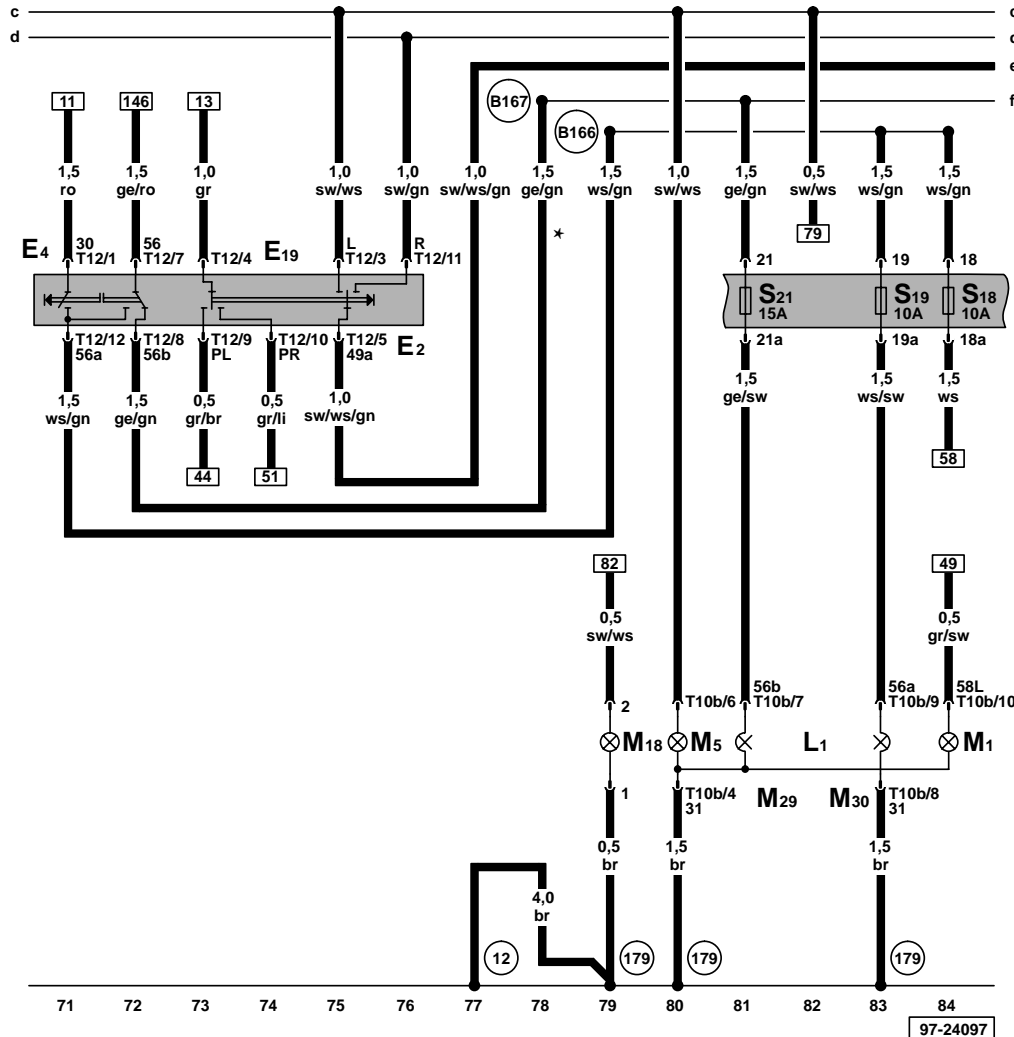 c c
d d
e
B167 f
11 146 13
B166
1,5 1,5 1,0 1,0 1,0 1,0 1,5 1,5 1,0 1,5 0,5 1,5 1,5
ro ge/ro gr sw/ws sw/gn sw/ws/gn ge/gn ws/gn sw/ws ge/gn sw/ws ws/gn ws/gn
*
79
E4 30 56 E19 L R
T12/1 T12/7 T12/4 T12/3 T12/11
21 19 18
S21 S19 S18
15A 10A 10A
T12/12 T12/8 T12/9 T12/10 T12/5 E2
56a 56b PL PR 49a
21a 19a 18a
1,5 1,5 0,5 0,5 1,0
ws/gn ge/gn gr/br gr/li sw/ws/gn
1,5 1,5 1,5
ge/sw ws/sw ws
44 51
58
82 49
0,5 0,5
sw/ws gr/sw
56b 56a 58L
2 T10b/6 T10b/7 T10b/9 T10b/10
M18 M5 L1 M1
1 T10b/4 M29 M30 T10b/8
31 31
0,5 1,5 1,5
br br br
4,0
br
12 179 179 179
71 72 73 74 75 76 77 78 79 80 81 82 83 84
97-24097